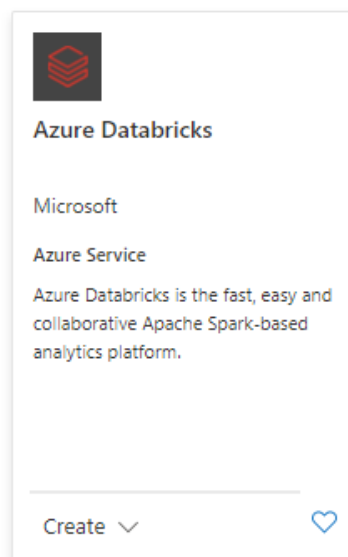 Azure Databricks
Microsoft
Azure Service
Azure Databricks is the fast, easy and
collaborative Apache Spark-based
analytics platform.
Create